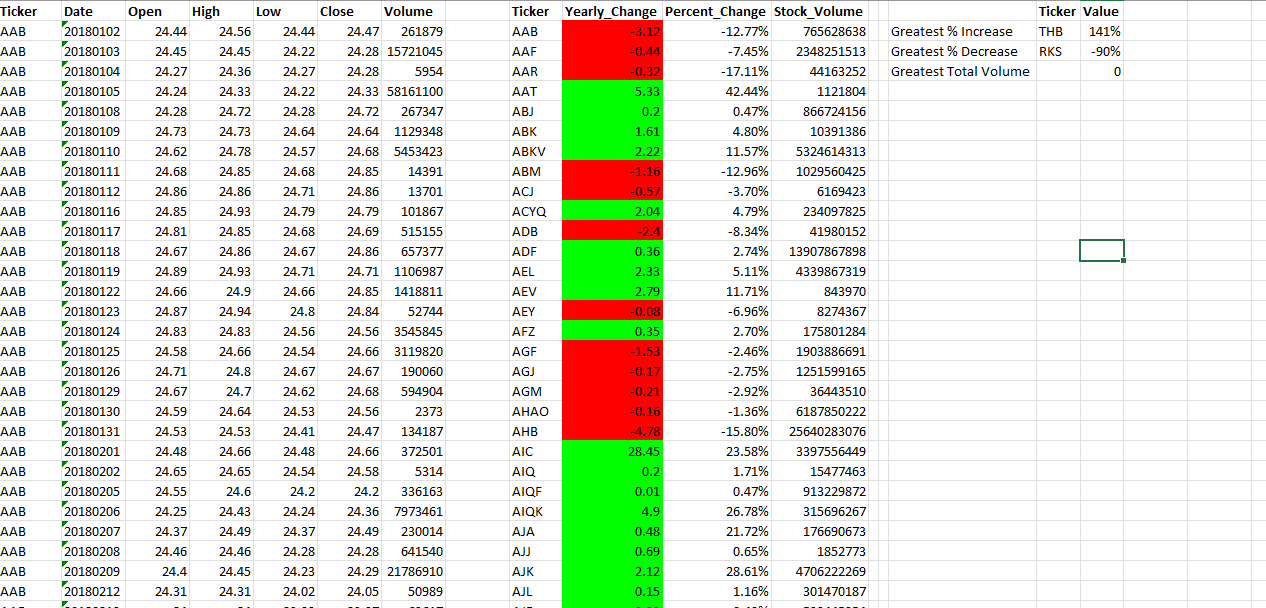 Ticker Date Open High Low Close Volume Ticker Yearly_Change Percent_Change Stock_Volume Ticker Value
AAB 20180102 24.44 24.56 24.44 24.47 261879 AAB -3.12 -12.77% 765628638 Greatest % Increase THB 141%
AAB 20180103 24.45 24.45 24.22 24.28 15721045 AAF -0.44 -7.45% 2348251513 Greatest % Decrease RKS -90%
AAB 20180104 24.27 24.36 24.27 24.28 5954 AAR -0.32 -17.11% 44163252 Greatest Total Volume 0
AAB 20180105 24.24 24.33 24.22 24.33 58161100 AAT 5.33 42.44% 1121804
AAB 20180108 24.28 24.72 24.28 24.72 267347 ABJ 0.2 0.47% 866724156
AAB 20180109 24.73 24.73 24.64 24.64 1129348 ABK 1.61 4.80% 10391386
AAB 20180110 24.62 24.78 24.57 24.68 5453423 ABKV 2.22 11.57% 5324614313
AAB 20180111 24.68 24.85 24.68 24.85 14391 ABM -1.16 -12.96% 1029560425
AAB 20180112 24.86 24.86 24.71 24.86 13701 ACJ -0.57 -3.70% 6169423
AAB 20180116 24.85 24.93 24.79 24.79 101867 ACYQ 2.04 4.79% 234097825
AAB 20180117 24.81 24.85 24.68 24.69 515155 ADB -2.4 -8.34% 41980152
AAB 20180118 24.67 24.86 24.67 24.86 657377 ADF 0.36 2.74% 13907867898
AAB 20180119 24.89 24.93 24.71 24.71 1106987 AEL 2.33 5.11% 4339867319
AAB 20180122 24.66 24.9 24.66 24.85 1418811 AEV 2.79 11.71% 843970
AAB 20180123 24.87 24.94 24.8 24.84 52744 AEY -0.08 -6.96% 8274367
AAB 20180124 24.83 24.83 24.56 24.56 3545845 AFZ 0.35 2.70% 175801284
AAB 20180125 24.58 24.66 24.54 24.66 3119820 AGF -1.53 -2.46% 1903886691
AAB 20180126 24.71 24.8 24.67 24.67 190060 AGJ -0.17 -2.75% 1251599165
AAB 20180129 24.67 24.7 24.62 24.68 594904 AGM -0.21 -2.92% 36443510
AAB 20180130 24.59 24.64 24.53 24.56 2373 AHAO -0.16 -1.36% 6187850222
AAB 20180131 24.53 24.53 24.41 24.47 134187 AHB -4.78 -15.80% 25640283076
AAB 20180201 24.48 24.66 24.48 24.66 372501 AIC 28.45 23.58% 3397556449
AAB 20180202 24.65 24.65 24.54 24.58 5314 AIQ 0.2 1.71% 15477463
AAB 20180205 24.55 24.6 24.2 24.2 336163 AIQF 0.01 0.47% 913229872
AAB 20180206 24.25 24.43 24.24 24.36 7973461 AIQK 4.9 26.78% 315696267
AAB 20180207 24.37 24.49 24.37 24.49 230014 AJA 0.48 21.72% 176690673
AAB 20180208 24.46 24.46 24.28 24.28 641540 AJJ 0.69 0.65% 1852773
AAB 20180209 24.4 24.45 24.23 24.29 21786910 AJK 2.12 28.61% 4706222269
AAB 20180212 24.31 24.31 24.02 24.05 50989 AJL 0.15 1.16% 301470187